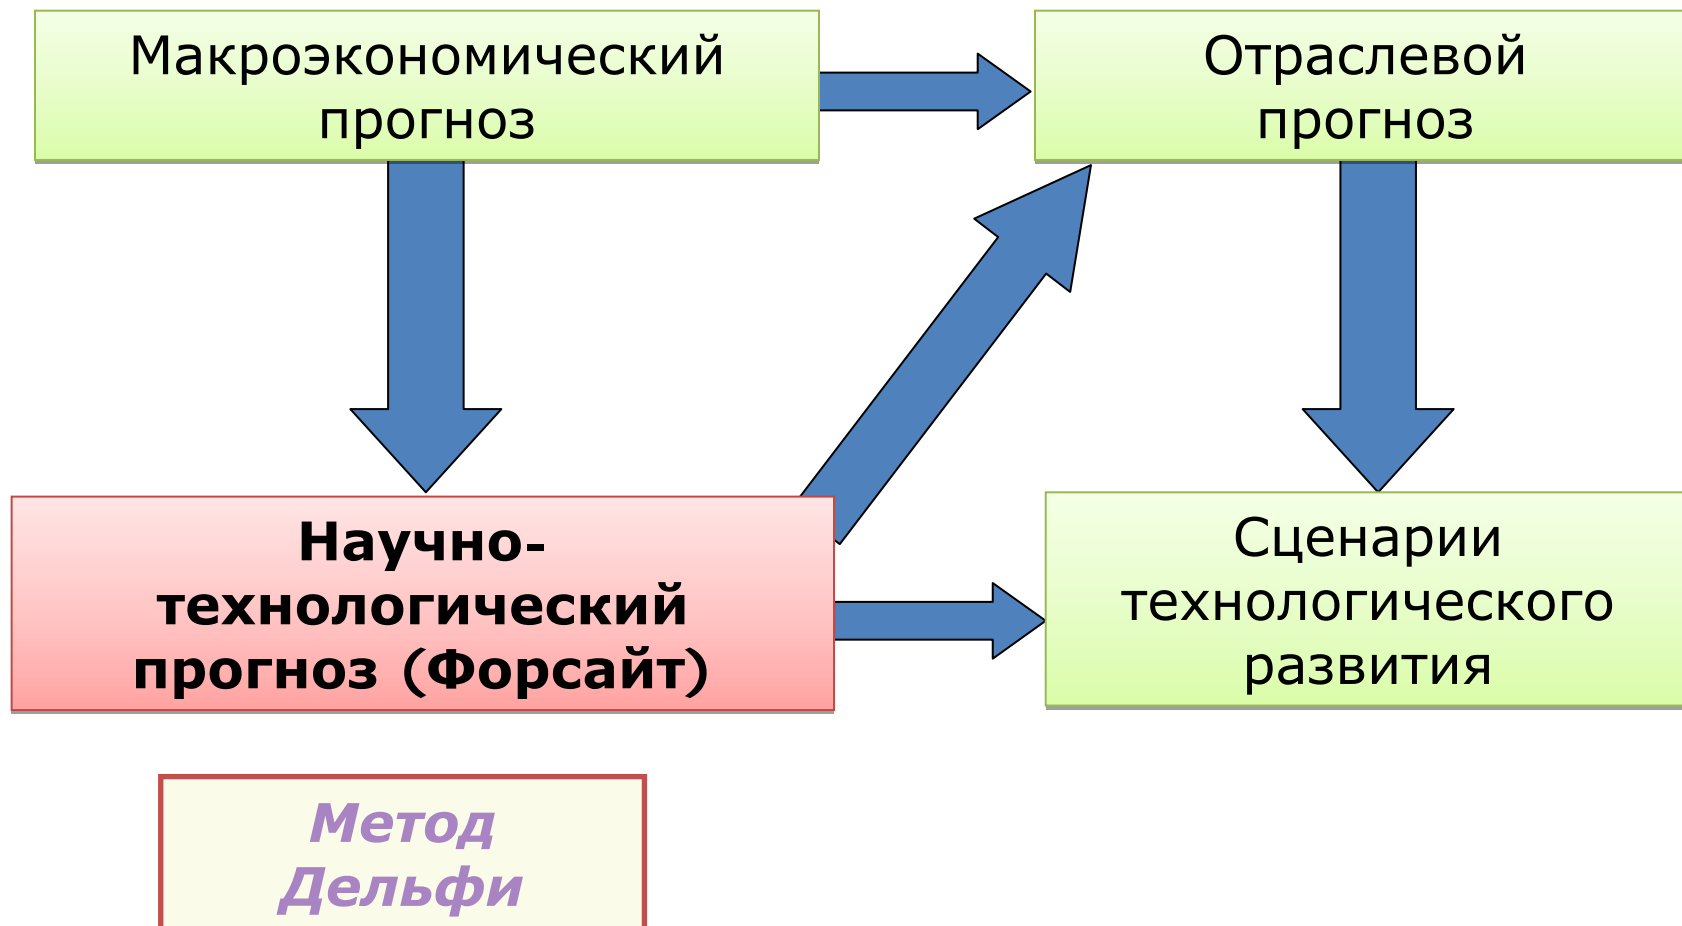 Макроэкономический
прогноз
Отраслевой
прогноз
Научно-
технологический
прогноз (Форсайт)
Сценарии
технологического
развития
Метод
Дельфи